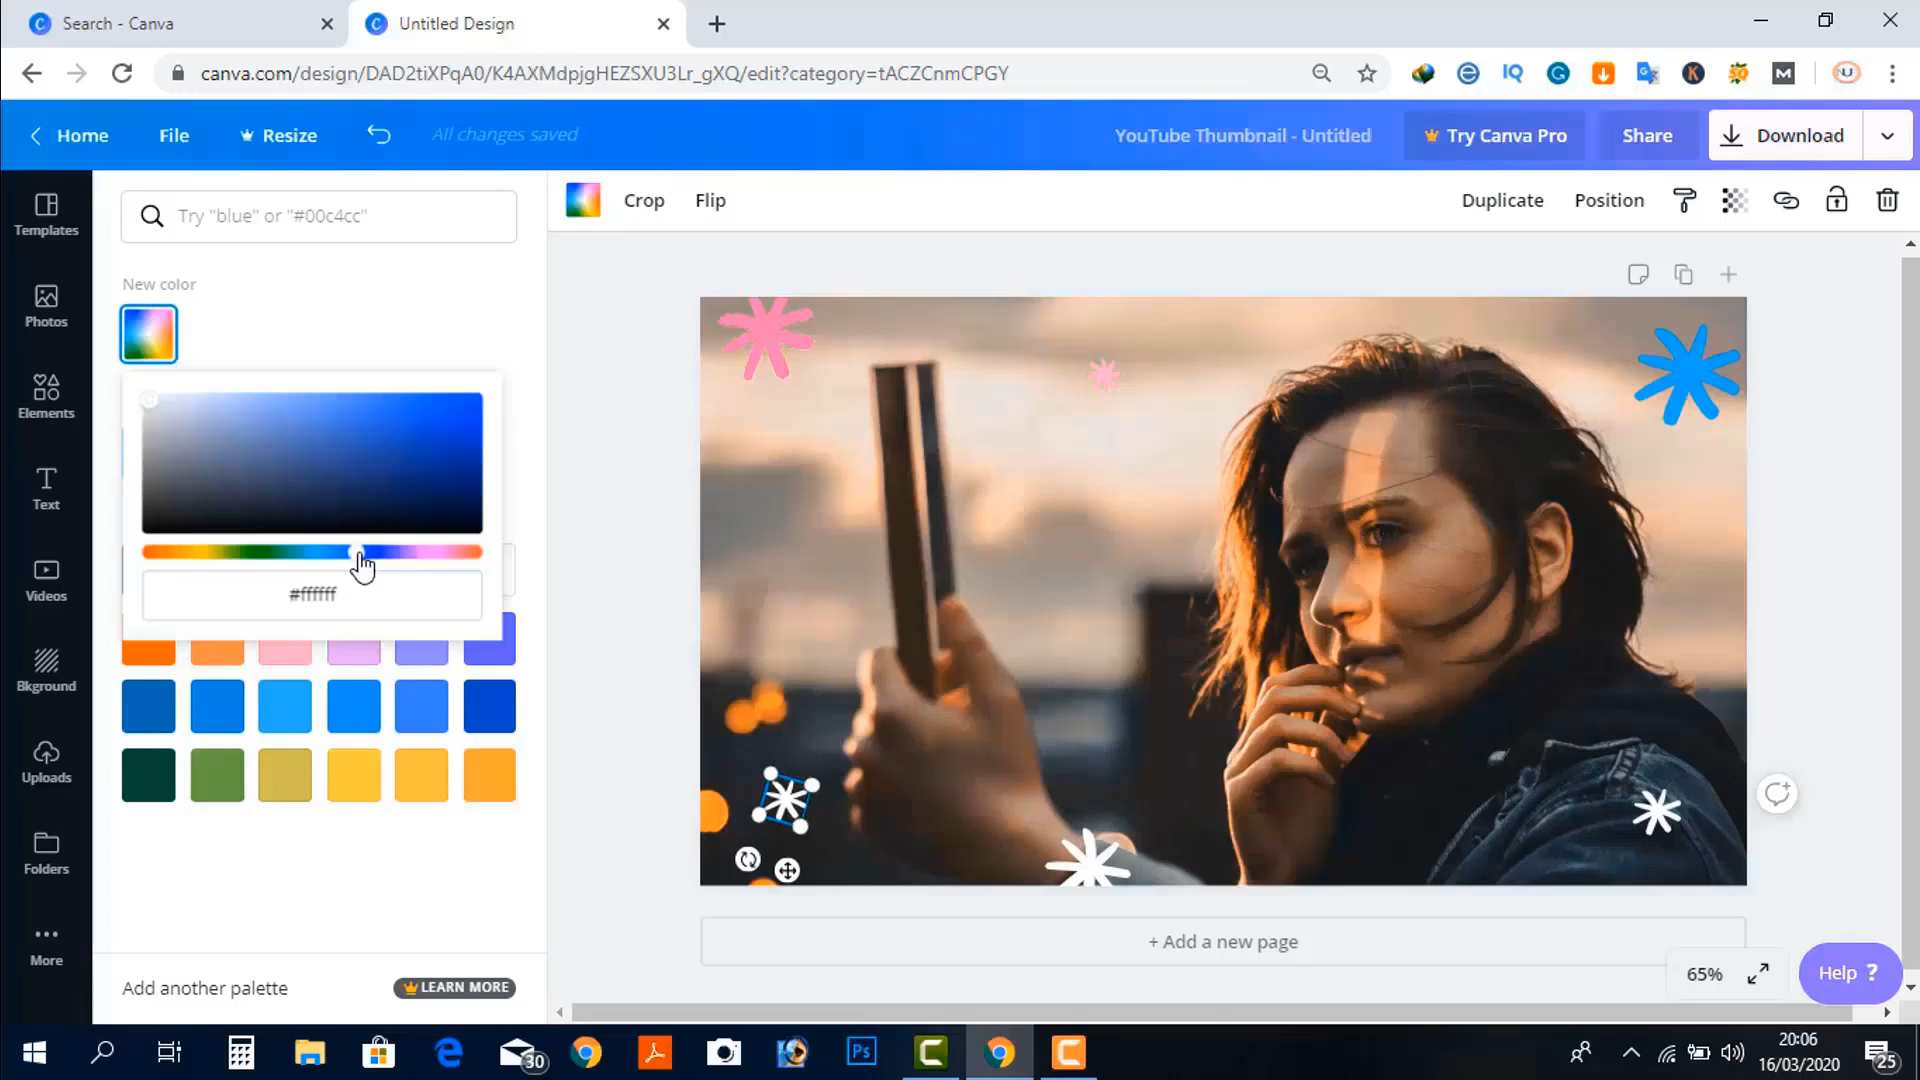 Search - Canva
Untitled Design
canva.com/design/DAD2tiXPqA0/K4AXMdpjgHEZSXU3Lr_gXQ/edit?category=tACZCnmCPGY
Home
File
Resize
All changes saved
YouTube Thumbnail - Untitled
Try Canva Pro
Share
Download
Templates
Photos
Elements
Text
Videos
Bkground
Uploads
Folders
More
Try "blue" or "#00c4cc"
New color
#ffffff
Add another palette
LEARN MORE
Crop
Flip
Duplicate
Position
+ Add a new page
65%
Help ?
30
Ps
20:06
16/03/2020
25